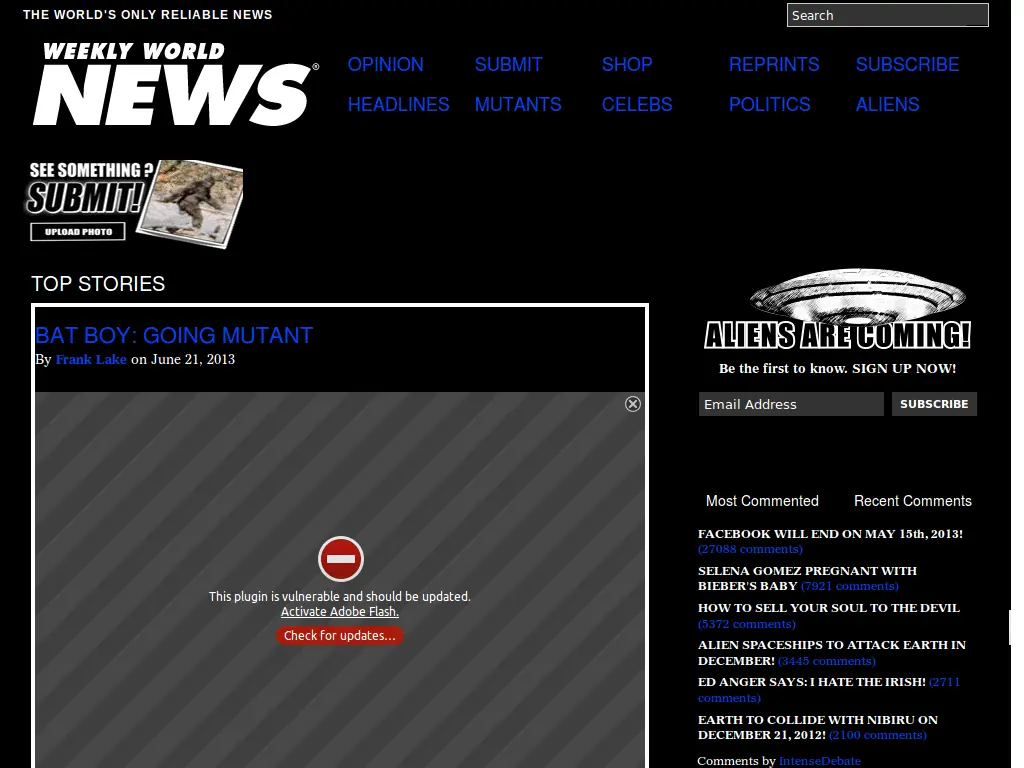 THE WORLD'S ONLY RELIABLE NEWS
Search
WEEKLY WORLD
NEWS®
OPINION SUBMIT SHOP REPRINTS SUBSCRIBE
HEADLINES MUTANTS CELEBS POLITICS ALIENS
SEE SOMETHING?
SUBMIT!
UPLOAD PHOTO
TOP STORIES
BAT BOY: GOING MUTANT
By Frank Lake on June 21, 2013
This plugin is vulnerable and should be updated.
Activate Adobe Flash.
Check for updates...
ALIENS ARE COMING!
Be the first to know. SIGN UP NOW!
Email Address SUBSCRIBE
Most Commented Recent Comments
FACEBOOK WILL END ON MAY 15th, 2013!
(27088 comments)
SELENA GOMEZ PREGNANT WITH
BIEBER'S BABY (7921 comments)
HOW TO SELL YOUR SOUL TO THE DEVIL
(5372 comments)
ALIEN SPACESHIPS TO ATTACK EARTH IN
DECEMBER! (3445 comments)
ED ANGER SAYS: I HATE THE IRISH! (2711
comments)
EARTH TO COLLIDE WITH NIBIRU ON
DECEMBER 21, 2012! (2100 comments)
Comments by IntenseDebate